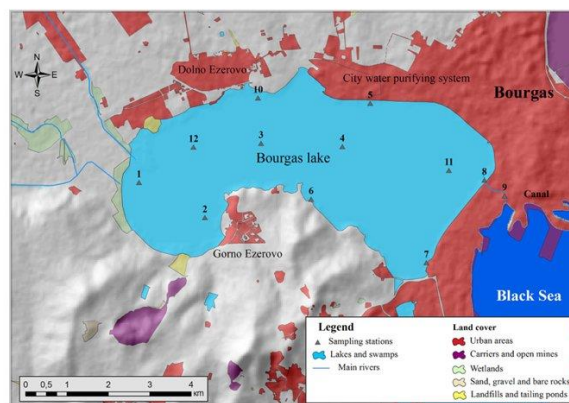 N
W E
S
Dolno Ezerovo
City water purifying system
Bourgas
10
5
12
3
4
Bourgas lake
11
1
8
9
Canal
2
6
Gorno Ezerovo
7
Black Sea
Legend
Sampling stations
Lakes and swamps
Main rivers
Land cover
Urban areas
Carriers and open mines
Wetlands
Sand, gravel and bare rocks
Landfills and tailing ponds
0 0,5 1 2 3 4
KM